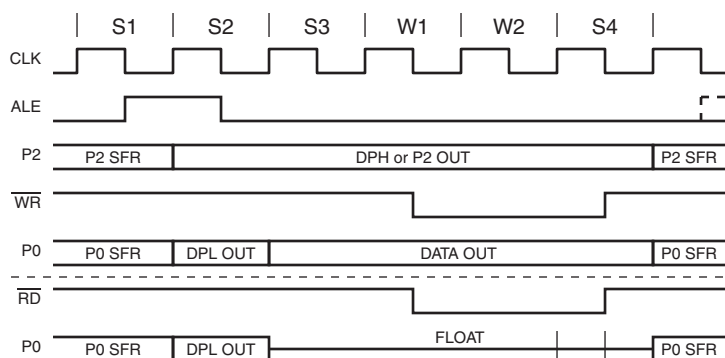 S1 S2 S3 W1 W2 S4
CLK
ALE
P2 P2 SFR DPH or P2 OUT P2 SFR
WR
P0 P0 SFR DPL OUT DATA OUT P0 SFR
RD
FLOAT
P0 P0 SFR DPL OUT P0 SFR